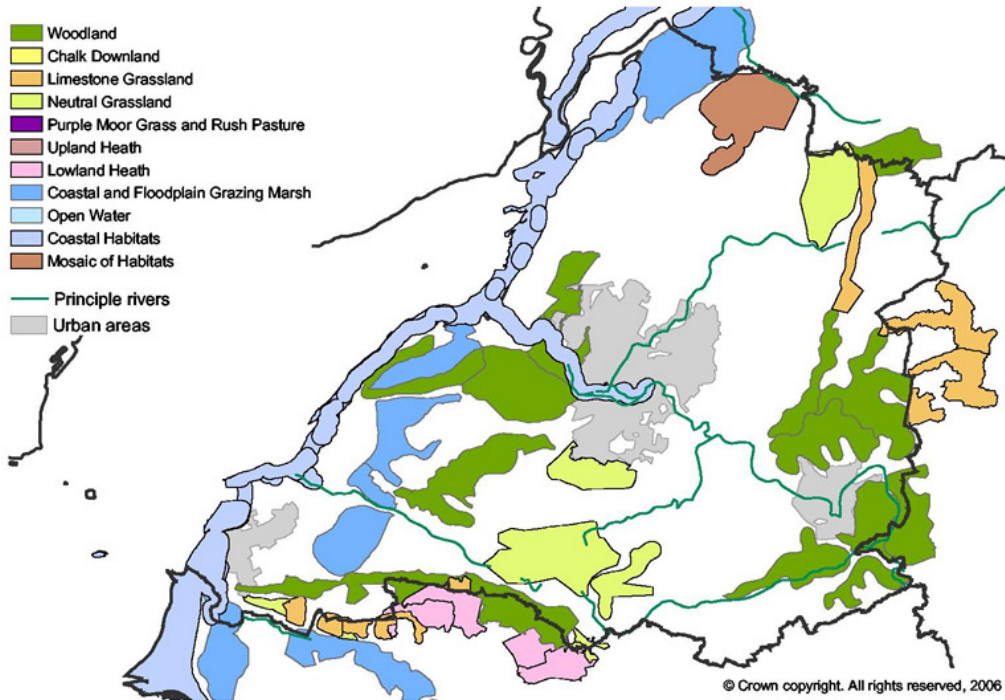 Woodland
Chalk Downland
Limestone Grassland
Neutral Grassland
Purple Moor Grass and Rush Pasture
Upland Heath
Lowland Heath
Coastal and Floodplain Grazing Marsh
Open Water
Coastal Habitats
Mosaic of Habitats
Principle rivers
Urban areas
© Crown copyright. All rights reserved, 2006